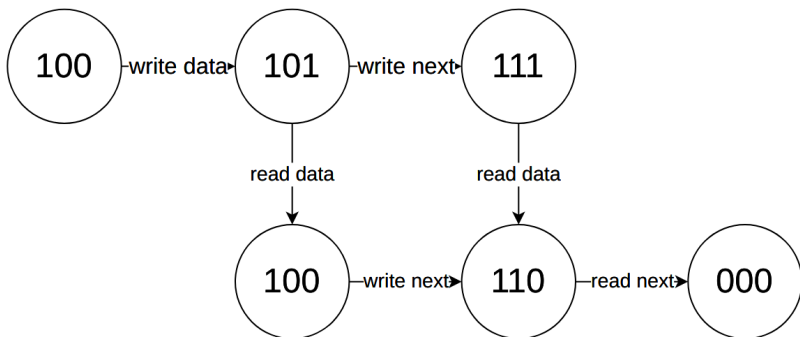 100 write data 101 write next 111
read data read data
100 write next 110 read next 000